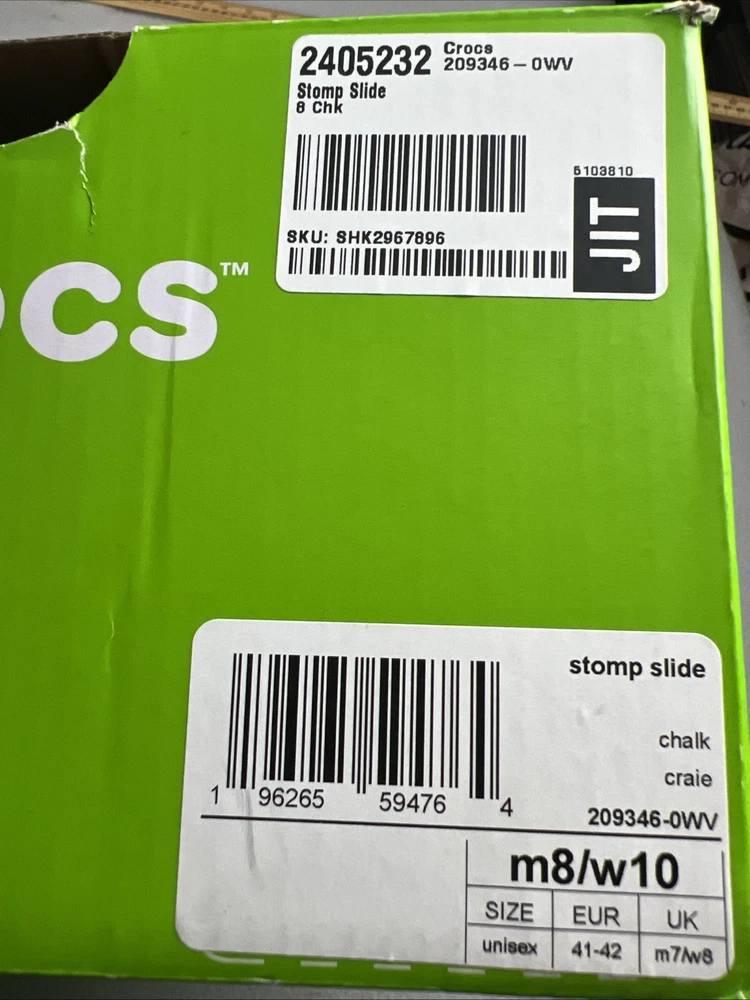 2405232 Crocs
209346 – 0WV
Stomp Slide
8 Chk
5103810
JIT
SKU: SHK2967896
ocs™
stomp slide
chalk
craie
1 96265 59476 4
209346-0WV
m8/w10
SIZE EUR UK
unisex 41-42 m7/w8